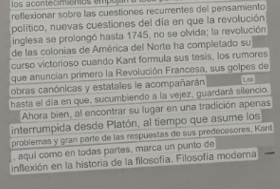 los acontecimientos empujan a los
reflexionar sobre las cuestiones recurrentes del pensamiento
político, nuevas cuestiones del día en que la revolución
inglesa se prolongó hasta 1745, no se olvida; la revolución
de las colonias de América del Norte ha completado su
curso victorioso cuando Kant formula sus tesis, los rumores
que anuncian primero la Revolución Francesa, sus golpes de
obras canónicas y estatales le acompañarán
Las
hasta el día en que, sucumbiendo a la vejez, guardará silencio.
Ahora bien, al encontrar su lugar en una tradición apenas
interrumpida desde Platón, al tiempo que asume los
problemas y gran parte de las respuestas de sus predecesores, Kant
, aquí como en todas partes, marca un punto de
inflexión en la historia de la filosofía. Filosofía moderna —